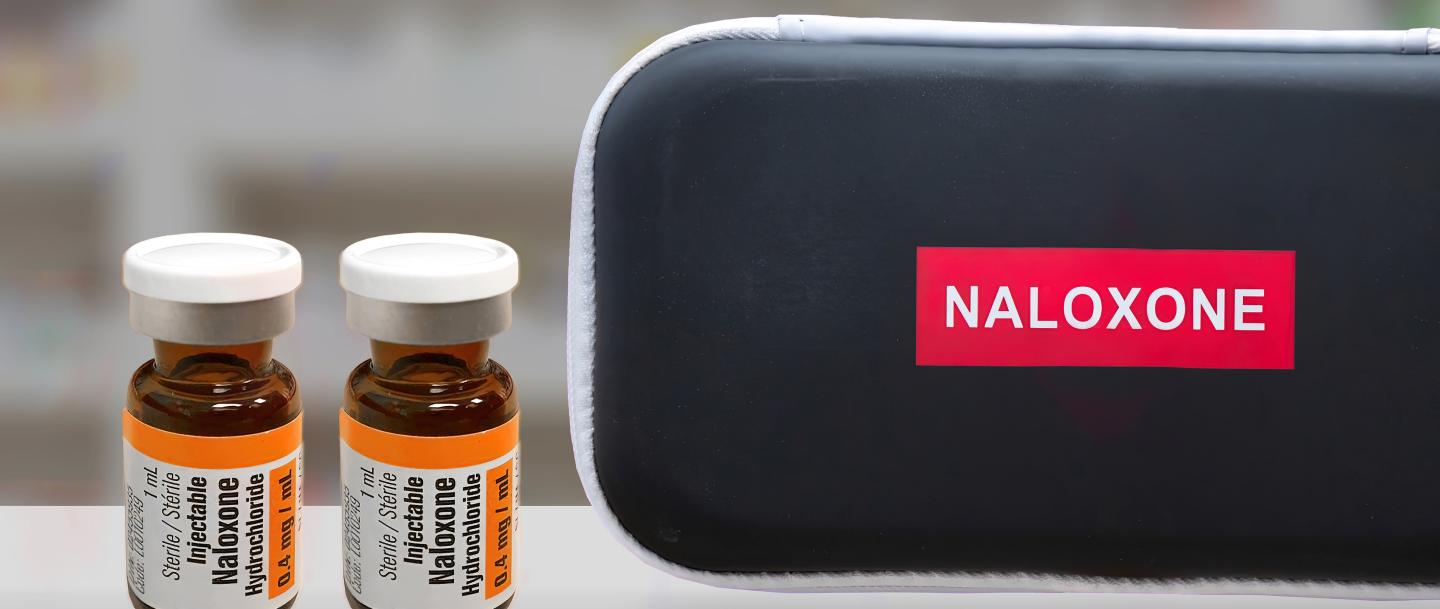 1 mL
Sterile / Stérile
Injectable
Naloxone
Hydrochloride
0.4 mg / mL
1 mL
Sterile / Stérile
Injectable
Naloxone
Hydrochloride
0.4 mg / mL
NALOXONE